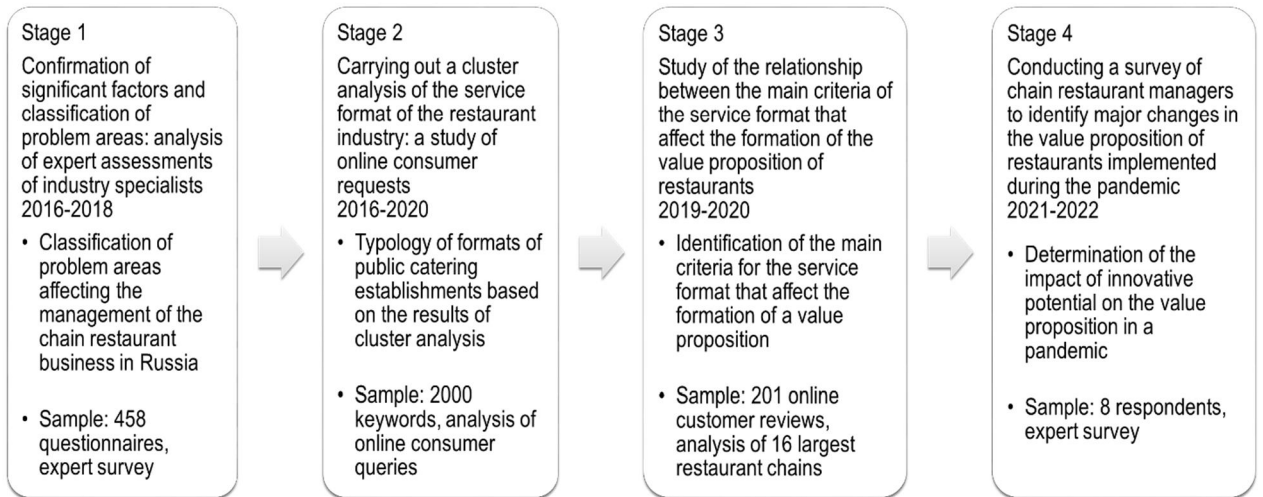 Stage 1
Confirmation of
significant factors and
classification of
problem areas: analysis
of expert assessments
of industry specialists
2016-2018
• Classification of
problem areas
affecting the
management of the
chain restaurant
business in Russia
• Sample: 458
questionnaires,
expert survey
Stage 2
Carrying out a cluster
analysis of the service
format of the restaurant
industry: a study of
online consumer
requests
2016-2020
• Typology of formats of
public catering
establishments based
on the results of
cluster analysis
• Sample: 2000
keywords, analysis of
online consumer
queries
Stage 3
Study of the relationship
between the main criteria of
the service format that
affect the formation of the
value proposition of
restaurants
2019-2020
• Identification of the main
criteria for the service
format that affect the
formation of a value
proposition
• Sample: 201 online
customer reviews,
analysis of 16 largest
restaurant chains
Stage 4
Conducting a survey of
chain restaurant managers
to identify major changes in
the value proposition of
restaurants implemented
during the pandemic
2021-2022
• Determination of the
impact of innovative
potential on the value
proposition in a
pandemic
• Sample: 8 respondents,
expert survey